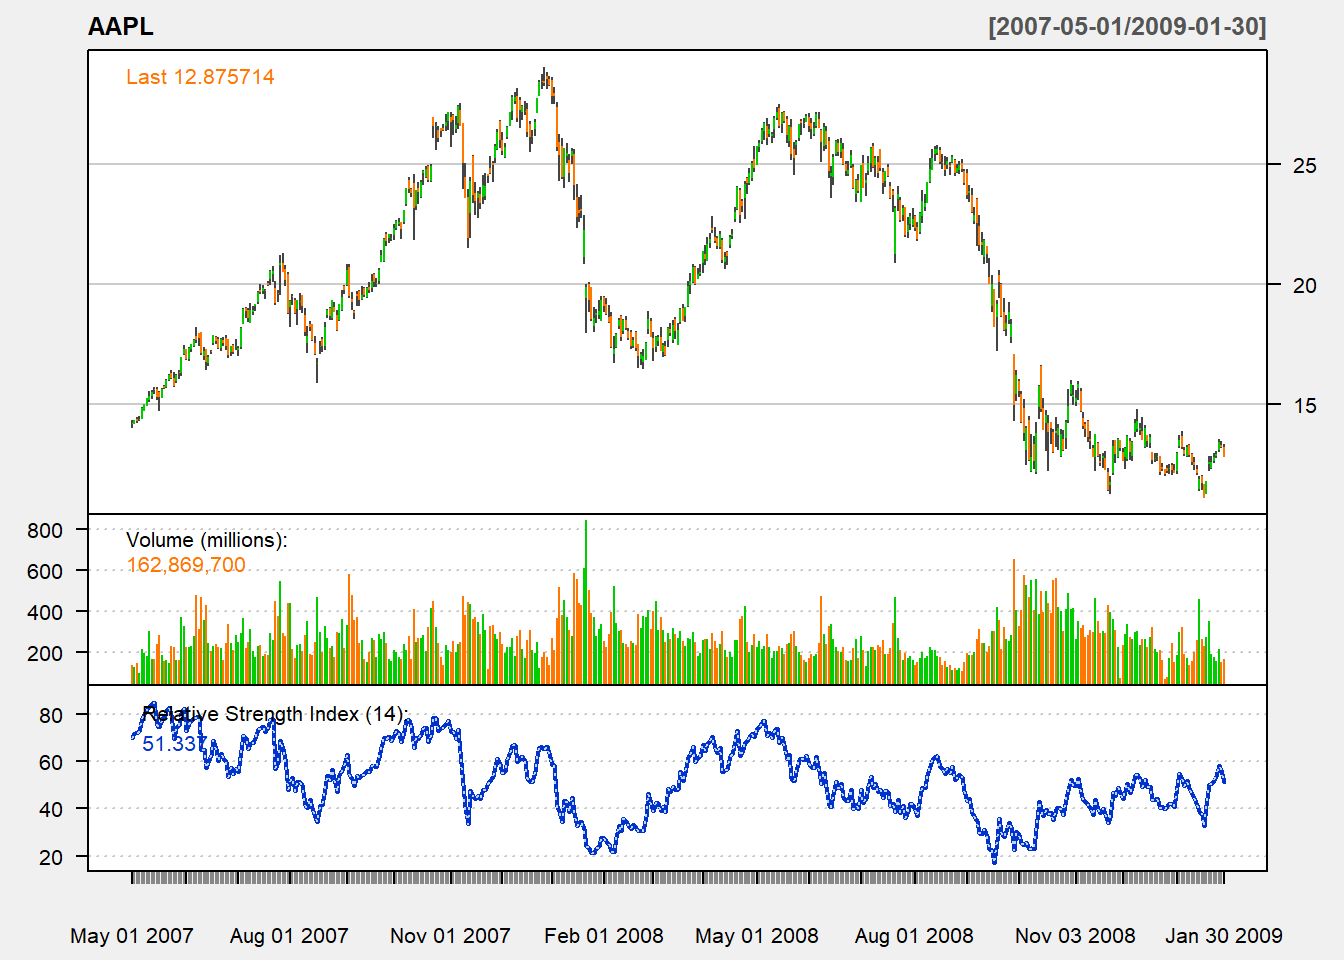 AAPL [2007-05-01/2009-01-30]
Last 12.875714
25
20
15
Volume (millions):
162,869,700
800
600
400
200
Relative Strength Index (14):
51.337
80
60
40
20
May 01 2007 Aug 01 2007 Nov 01 2007 Feb 01 2008 May 01 2008 Aug 01 2008 Nov 03 2008 Jan 30 2009